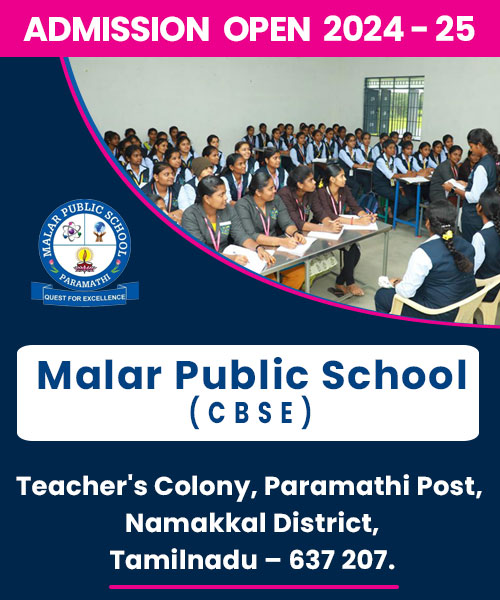 ADMISSION OPEN 2024 - 25
MALAR PUBLIC SCHOOL
PARAMATHI
QUEST FOR EXCELLENCE
Malar Public School
(CBSE)
Teacher's Colony, Paramathi Post,
Namakkal District,
Tamilnadu – 637 207.